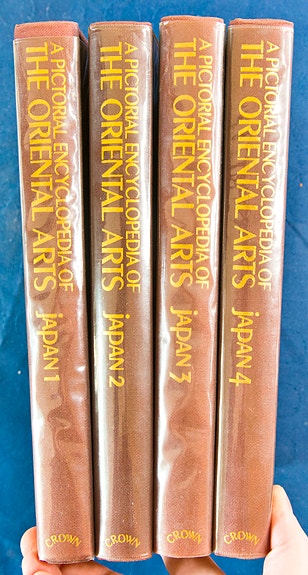 A PICTORIAL ENCYCLOPEDIA OF
THE ORIENTAL ARTS japan 1
CROWN
A PICTORIAL ENCYCLOPEDIA OF
THE ORIENTAL ARTS japan 2
CROWN
A PICTORIAL ENCYCLOPEDIA OF
THE ORIENTAL ARTS japan 3
CROWN
A PICTORIAL ENCYCLOPEDIA OF
THE ORIENTAL ARTS japan 4
CROWN